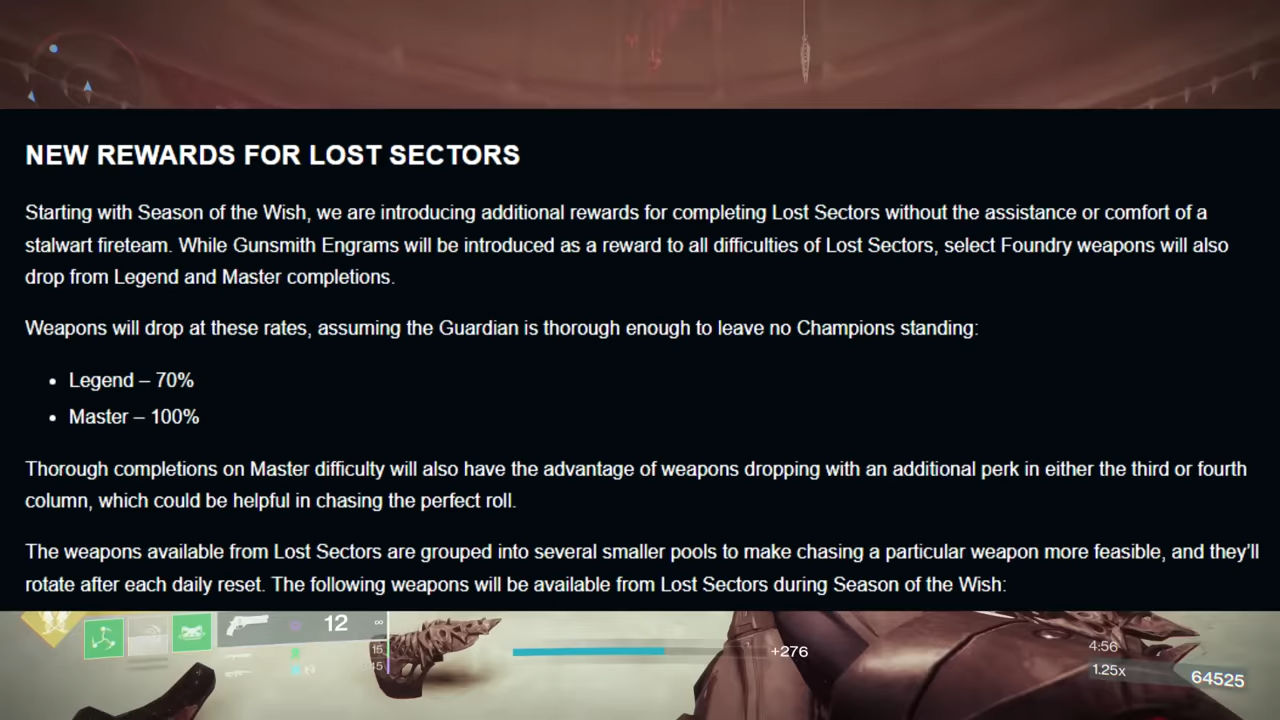 NEW REWARDS FOR LOST SECTORS
Starting with Season of the Wish, we are introducing additional rewards for completing Lost Sectors without the assistance or comfort of a
stalwart fireteam. While Gunsmith Engrams will be introduced as a reward to all difficulties of Lost Sectors, select Foundry weapons will also
drop from Legend and Master completions.
Weapons will drop at these rates, assuming the Guardian is thorough enough to leave no Champions standing:
• Legend – 70%
• Master – 100%
Thorough completions on Master difficulty will also have the advantage of weapons dropping with an additional perk in either the third or fourth
column, which could be helpful in chasing the perfect roll.
The weapons available from Lost Sectors are grouped into several smaller pools to make chasing a particular weapon more feasible, and they'll
rotate after each daily reset. The following weapons will be available from Lost Sectors during Season of the Wish:
12 ∞
+276
4:56
1.25x
64525